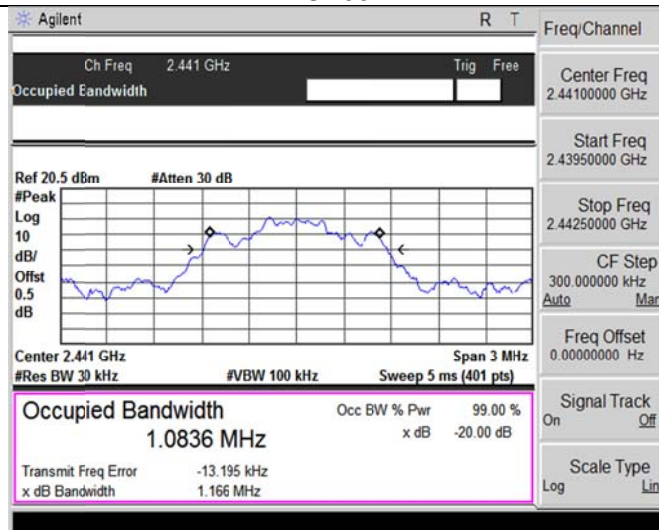 Agilent
R T
Freq/Channel
Ch Freq 2.441 GHz Trig Free
Occupied Bandwidth
Center Freq
2.44100000 GHz
Start Freq
2.43950000 GHz
Stop Freq
2.44250000 GHz
CF Step
300.000000 kHz
Auto Man
Freq Offset
0.00000000 Hz
Signal Track
On Off
Scale Type
Log Lin
Ref 20.5 dBm #Atten 30 dB
#Peak
Log
10
dB/
Offst
0.5
dB
Center 2.441 GHz Span 3 MHz
#Res BW 30 kHz #VBW 100 kHz Sweep 5 ms (401 pts)
Occupied Bandwidth Occ BW % Pwr 99.00 %
1.0836 MHz x dB -20.00 dB
Transmit Freq Error -13.195 kHz
x dB Bandwidth 1.166 MHz